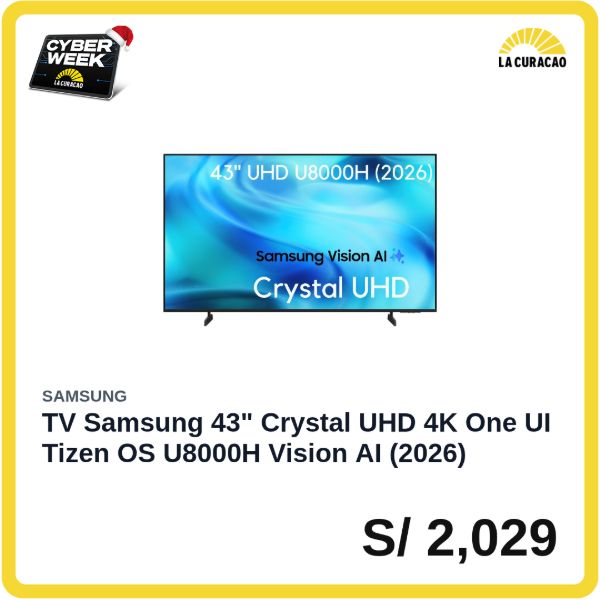 CYBER
WEEK
LA CURACAO
LA CURACAO
43" UHD U8000H (2026)
Samsung Vision AI
Crystal UHD
SAMSUNG
TV Samsung 43" Crystal UHD 4K One UI
Tizen OS U8000H Vision AI (2026)
S/ 2,029